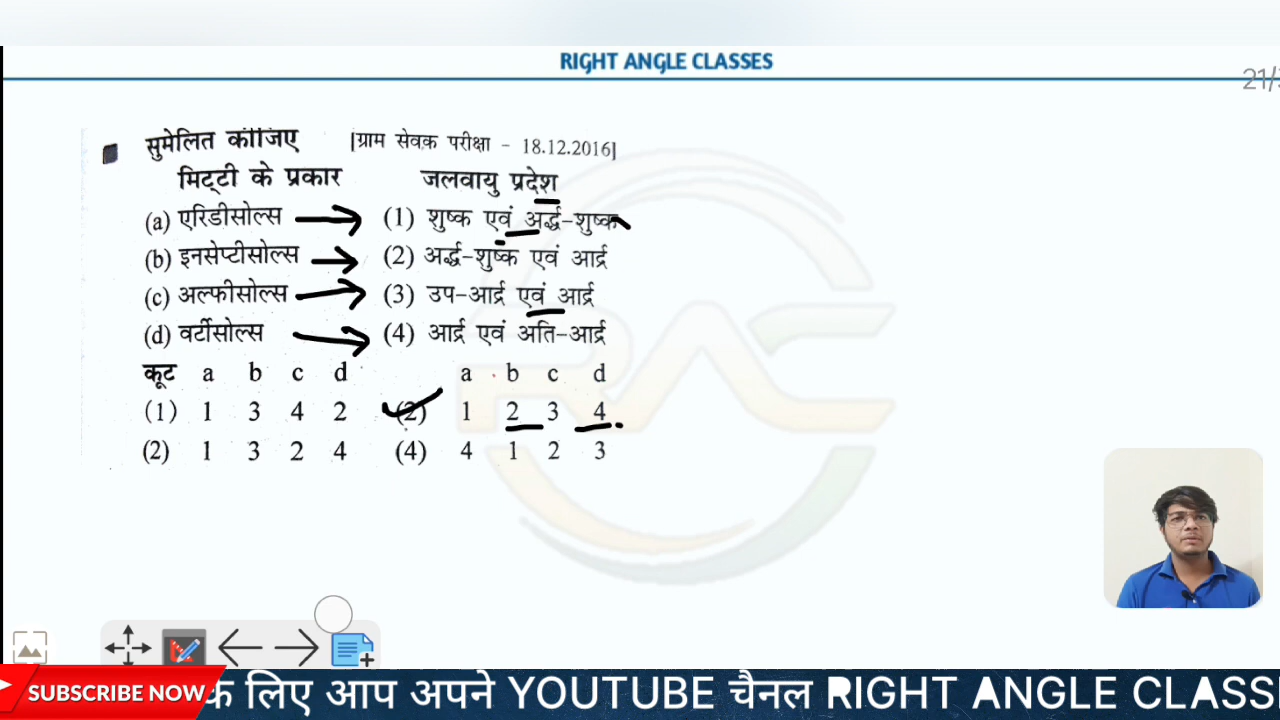 RIGHT ANGLE CLASSES
21/
सुमेलित कीजिए [ग्राम सेवक परीक्षा - 18.12.2016]
मिट्टी के प्रकार जलवायु प्रदेश
(a) एरिडीसोल्स (1) शुष्क एवं अर्द्ध-शुष्क
(b) इनसेप्टीसोल्स (2) अर्द्ध-शुष्क एवं आर्द्र
(c) अल्फीसोल्स (3) उप-आर्द्र एवं आर्द्र
(d) वर्टीसोल्स (4) आर्द्र एवं अति-आर्द्र
कूट a b c d a b c d
(1) 1 3 4 2 (2) 1 2 3 4
(2) 1 3 2 4 (4) 4 1 2 3
SUBSCRIBE NOW के लिए आप अपने YOUTUBE चैनल RIGHT ANGLE CLASS